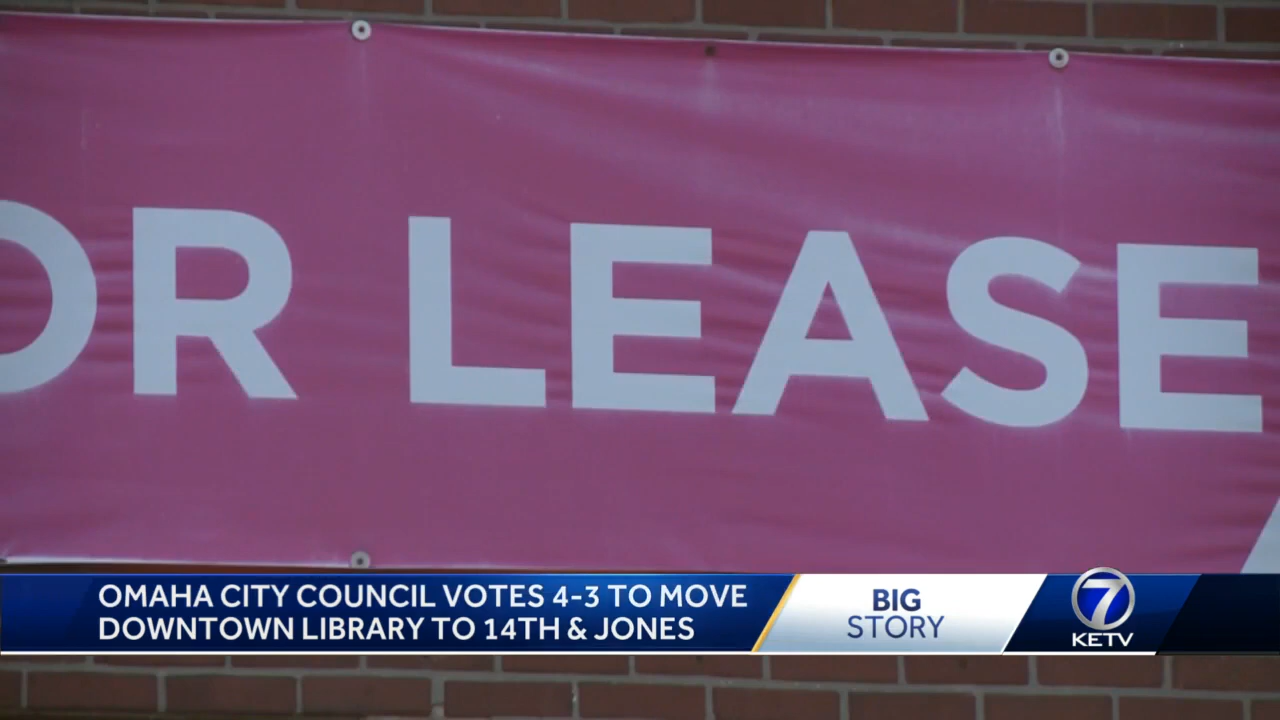 OR LEASE
OMAHA CITY COUNCIL VOTES 4-3 TO MOVE
DOWNTOWN LIBRARY TO 14TH & JONES
BIG
STORY
7
KETV